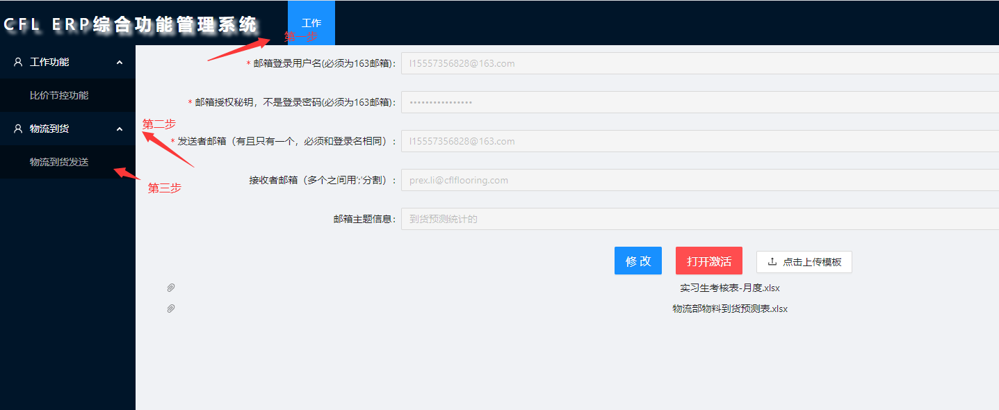 CFL ERP综合功能管理系统
工作
第一步
工作功能
比价节控功能
物流到货
第二步
物流到货发送
第三步
* 邮箱登录用户名(必须为163邮箱): l15557356828@163.com
* 邮箱授权秘钥，不是登录密码(必须为163邮箱): ••••••••••••••••
* 发送者邮箱（有且只有一个，必须和登录名相同）: l15557356828@163.com
接收者邮箱（多个之间用';'分割）: prex.li@cflflooring.com
邮箱主题信息: 到货预测统计的
修 改
打开激活
点击上传模板
实习生考核表-月度.xlsx
物流部物料到货预测表.xlsx